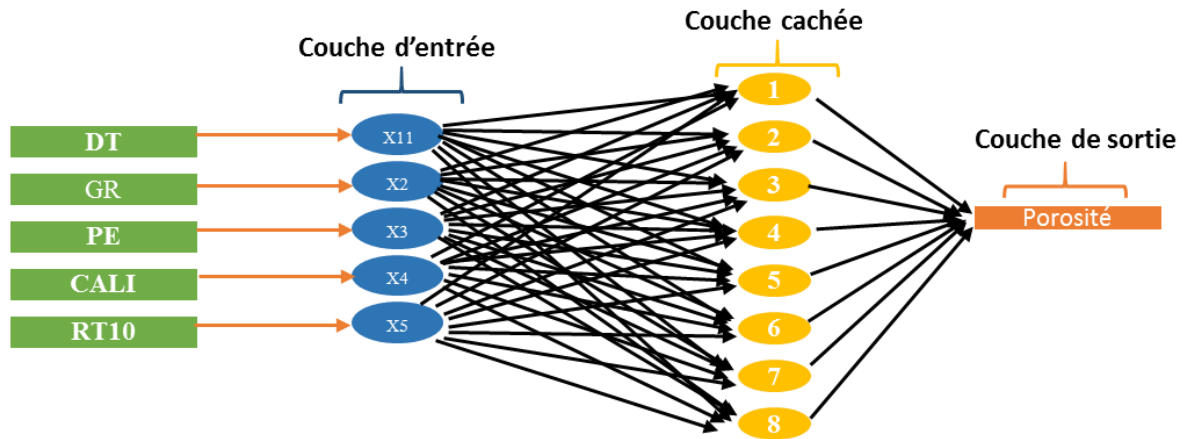 Couche d'entrée
Couche cachée
Couche de sortie
DT
GR
PE
CALI
RT10
X11
X2
X3
X4
X5
1
2
3
4
5
6
7
8
Porosité